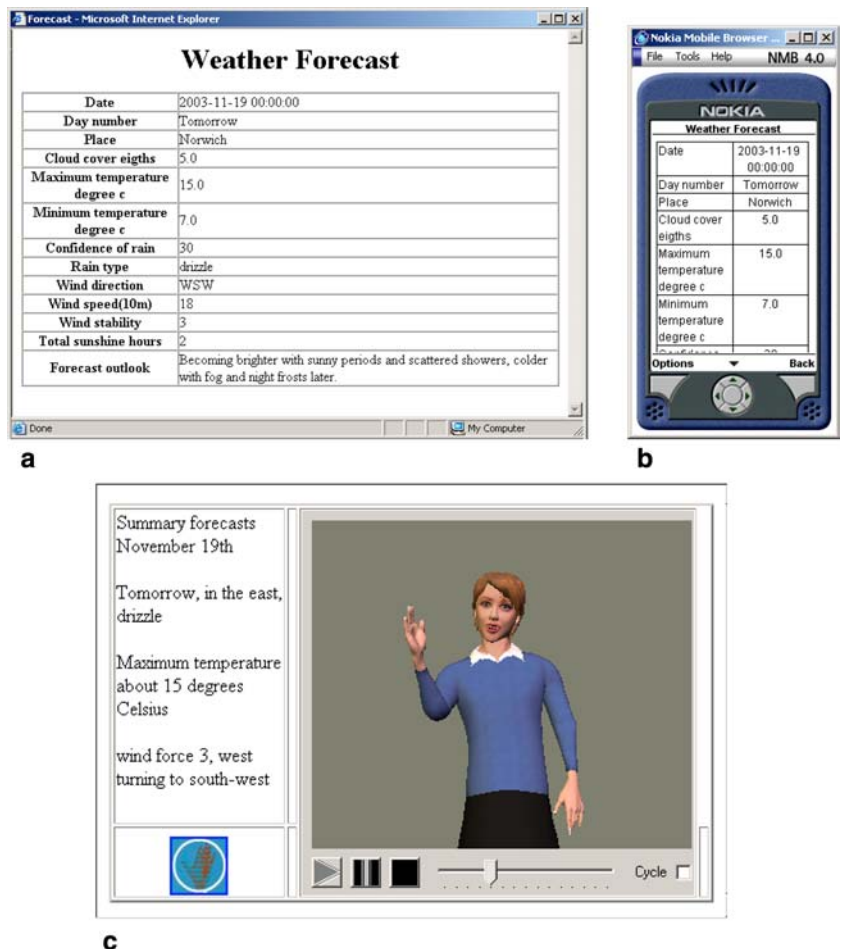 Forecast - Microsoft Internet Explorer
Weather Forecast
Date 2003-11-19 00:00:00
Day number Tomorrow
Place Norwich
Cloud cover eigths 5.0
Maximum temperature
degree c 15.0
Minimum temperature
degree c 7.0
Confidence of rain 30
Rain type drizzle
Wind direction WSW
Wind speed(10m) 18
Wind stability 3
Total sunshine hours 2
Forecast outlook Becoming brighter with sunny periods and scattered showers, colder
with fog and night frosts later.
Done My Computer
a
Nokia Mobile Browser ...
File Tools Help NMB 4.0
NOKIA
Weather Forecast
Date 2003-11-19
00:00:00
Day number Tomorrow
Place Norwich
Cloud cover 5.0
eigths
Maximum 15.0
temperature
degree c
Minimum 7.0
temperature
degree c
Options Back
b
Summary forecasts
November 19th
Tomorrow, in the east,
drizzle
Maximum temperature
about 15 degrees
Celsius
wind force 3, west
turning to south-west
Cycle
c